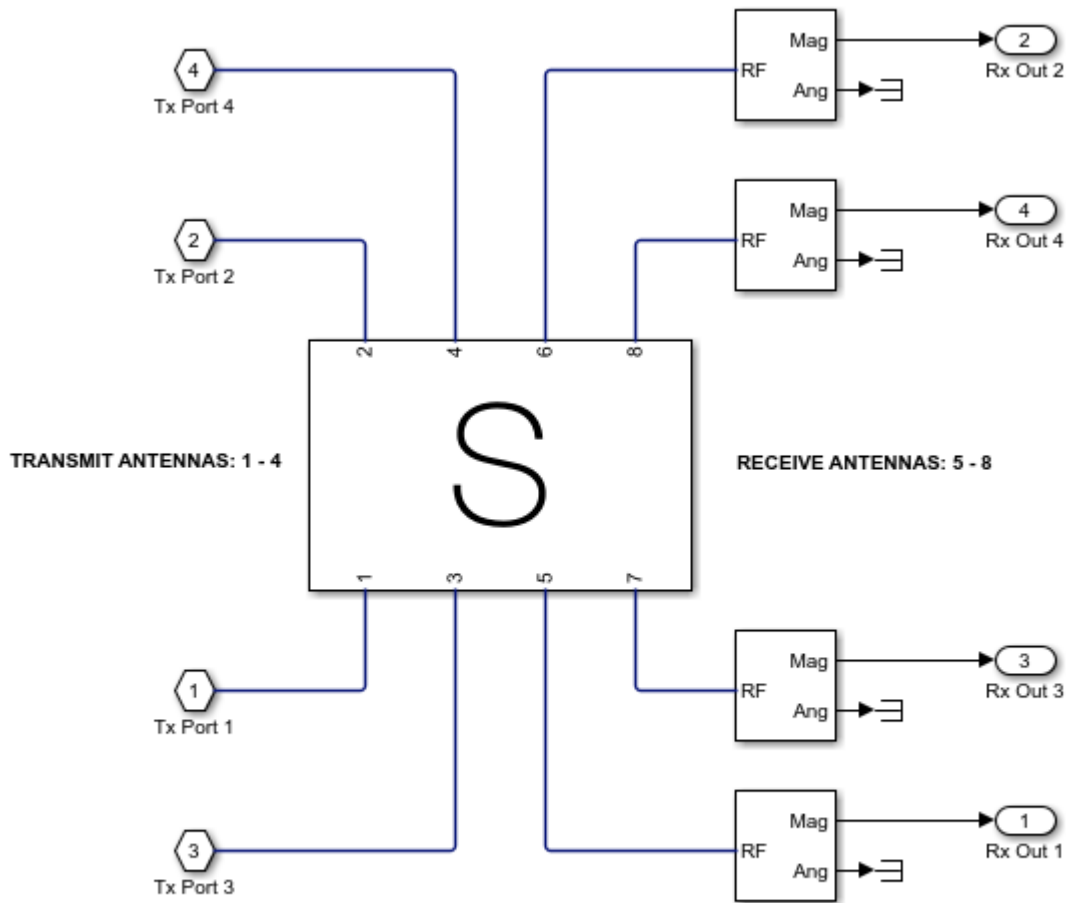 4
Tx Port 4
RF
Mag
Ang
2
Rx Out 2
2
Tx Port 2
RF
Mag
Ang
4
Rx Out 4
2
4
6
8
TRANSMIT ANTENNAS: 1 - 4
S
RECEIVE ANTENNAS: 5 - 8
1
3
5
7
1
Tx Port 1
RF
Mag
Ang
3
Rx Out 3
3
Tx Port 3
RF
Mag
Ang
1
Rx Out 1